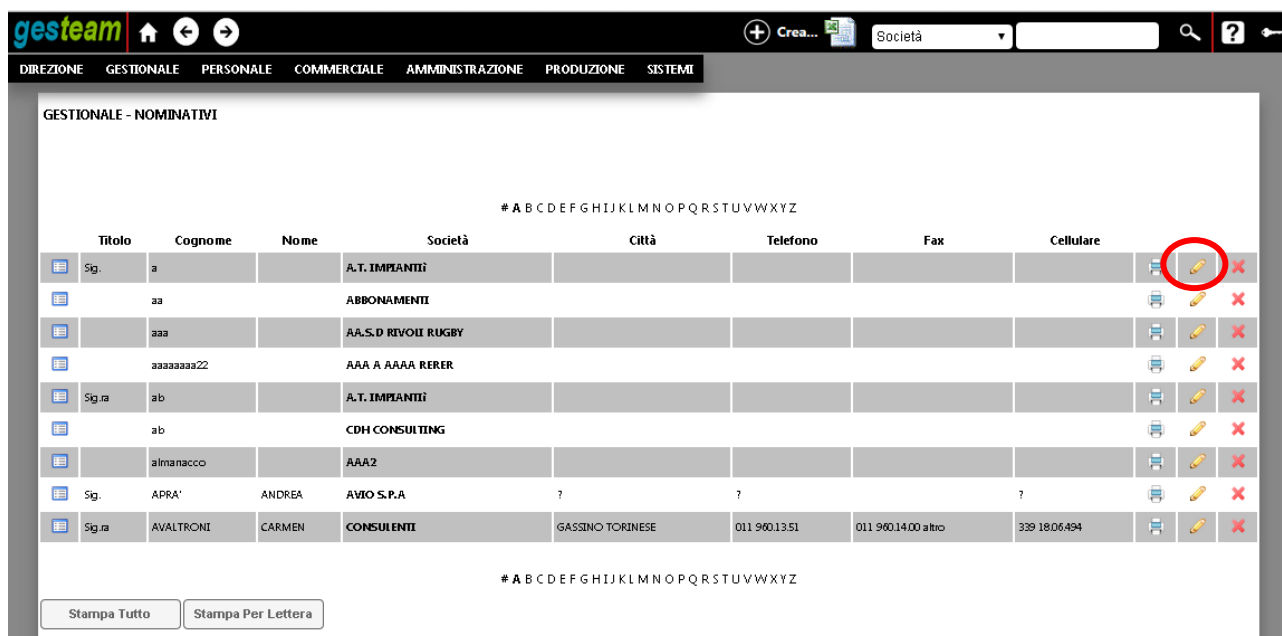 gesteam Crea... Società ?
DIREZIONE GESTIONALE PERSONALE COMMERCIALE AMMINISTRAZIONE PRODUZIONE SISTEMI
GESTIONALE - NOMINATIVI
# A B C D E F G H I J K L M N O P Q R S T U V W X Y Z
Titolo Cognome Nome Società Città Telefono Fax Cellulare
Sig. a A.T. IMPIANTIì
aa ABBONAMENTI
aaa AA.S.D RIVOLI RUGBY
aaaaaaaa22 AAA A AAAA RERER
Sig.ra ab A.T. IMPIANTIì
ab CDH CONSULTING
almanacco AAA2
Sig. APRA' ANDREA AVIO S.P.A ? ? ?
Sig.ra AVALTRONI CARMEN CONSULENTI GASSINO TORINESE 011 960.13.51 011 960.14.00 altro 339 18.06.494
# A B C D E F G H I J K L M N O P Q R S T U V W X Y Z
Stampa Tutto Stampa Per Lettera